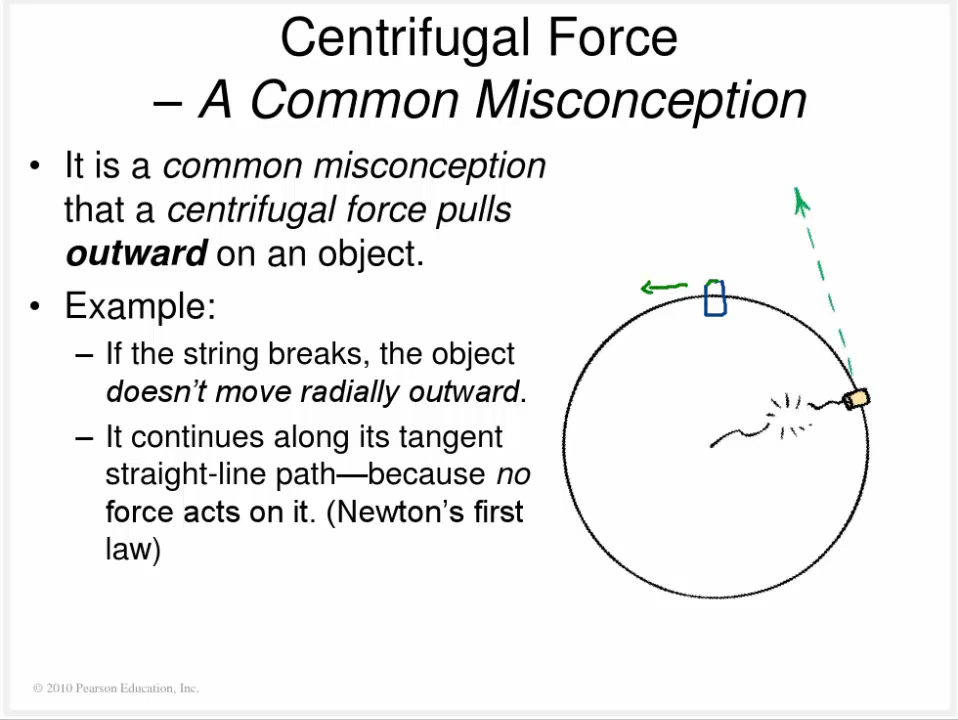 Centrifugal Force
– A Common Misconception
• It is a common misconception
that a centrifugal force pulls
outward on an object.
• Example:
– If the string breaks, the object
doesn’t move radially outward.
– It continues along its tangent
straight-line path—because no
force acts on it. (Newton’s first
law)
© 2010 Pearson Education, Inc.